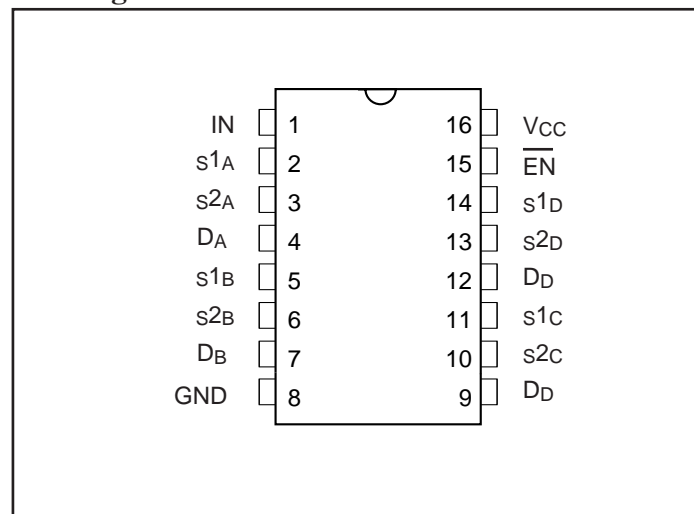 IN 1 16 VCC
S1A 2 15 EN
S2A 3 14 S1D
DA 4 13 S2D
S1B 5 12 DD
S2B 6 11 S1C
DB 7 10 S2C
GND 8 9 DD